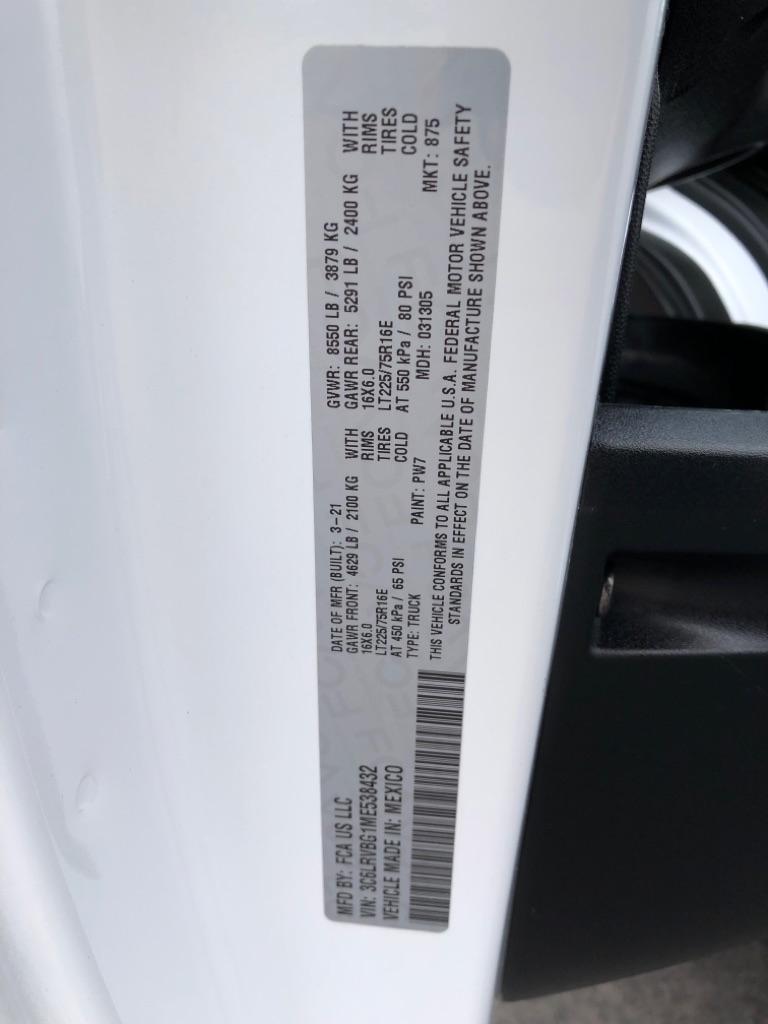 MFD BY: FCA US LLC
DATE OF MFR (BUILT): 3-21
GVWR: 8550 LB / 3879 KG
GAWR FRONT: 4629 LB / 2100 KG WITH
GAWR REAR: 5291 LB / 2400 KG WITH
16X6.0 RIMS
16X6.0 RIMS
LT225/75R16E TIRES
LT225/75R16E TIRES
AT 450 kPa / 65 PSI COLD
AT 550 kPa / 80 PSI COLD
VIN: 3C6LRVBG1ME538432
TYPE: TRUCK PAINT: PW7 MDH: 031305 MKT: 875
VEHICLE MADE IN: MEXICO
THIS VEHICLE CONFORMS TO ALL APPLICABLE U.S.A. FEDERAL MOTOR VEHICLE SAFETY
STANDARDS IN EFFECT ON THE DATE OF MANUFACTURE SHOWN ABOVE.